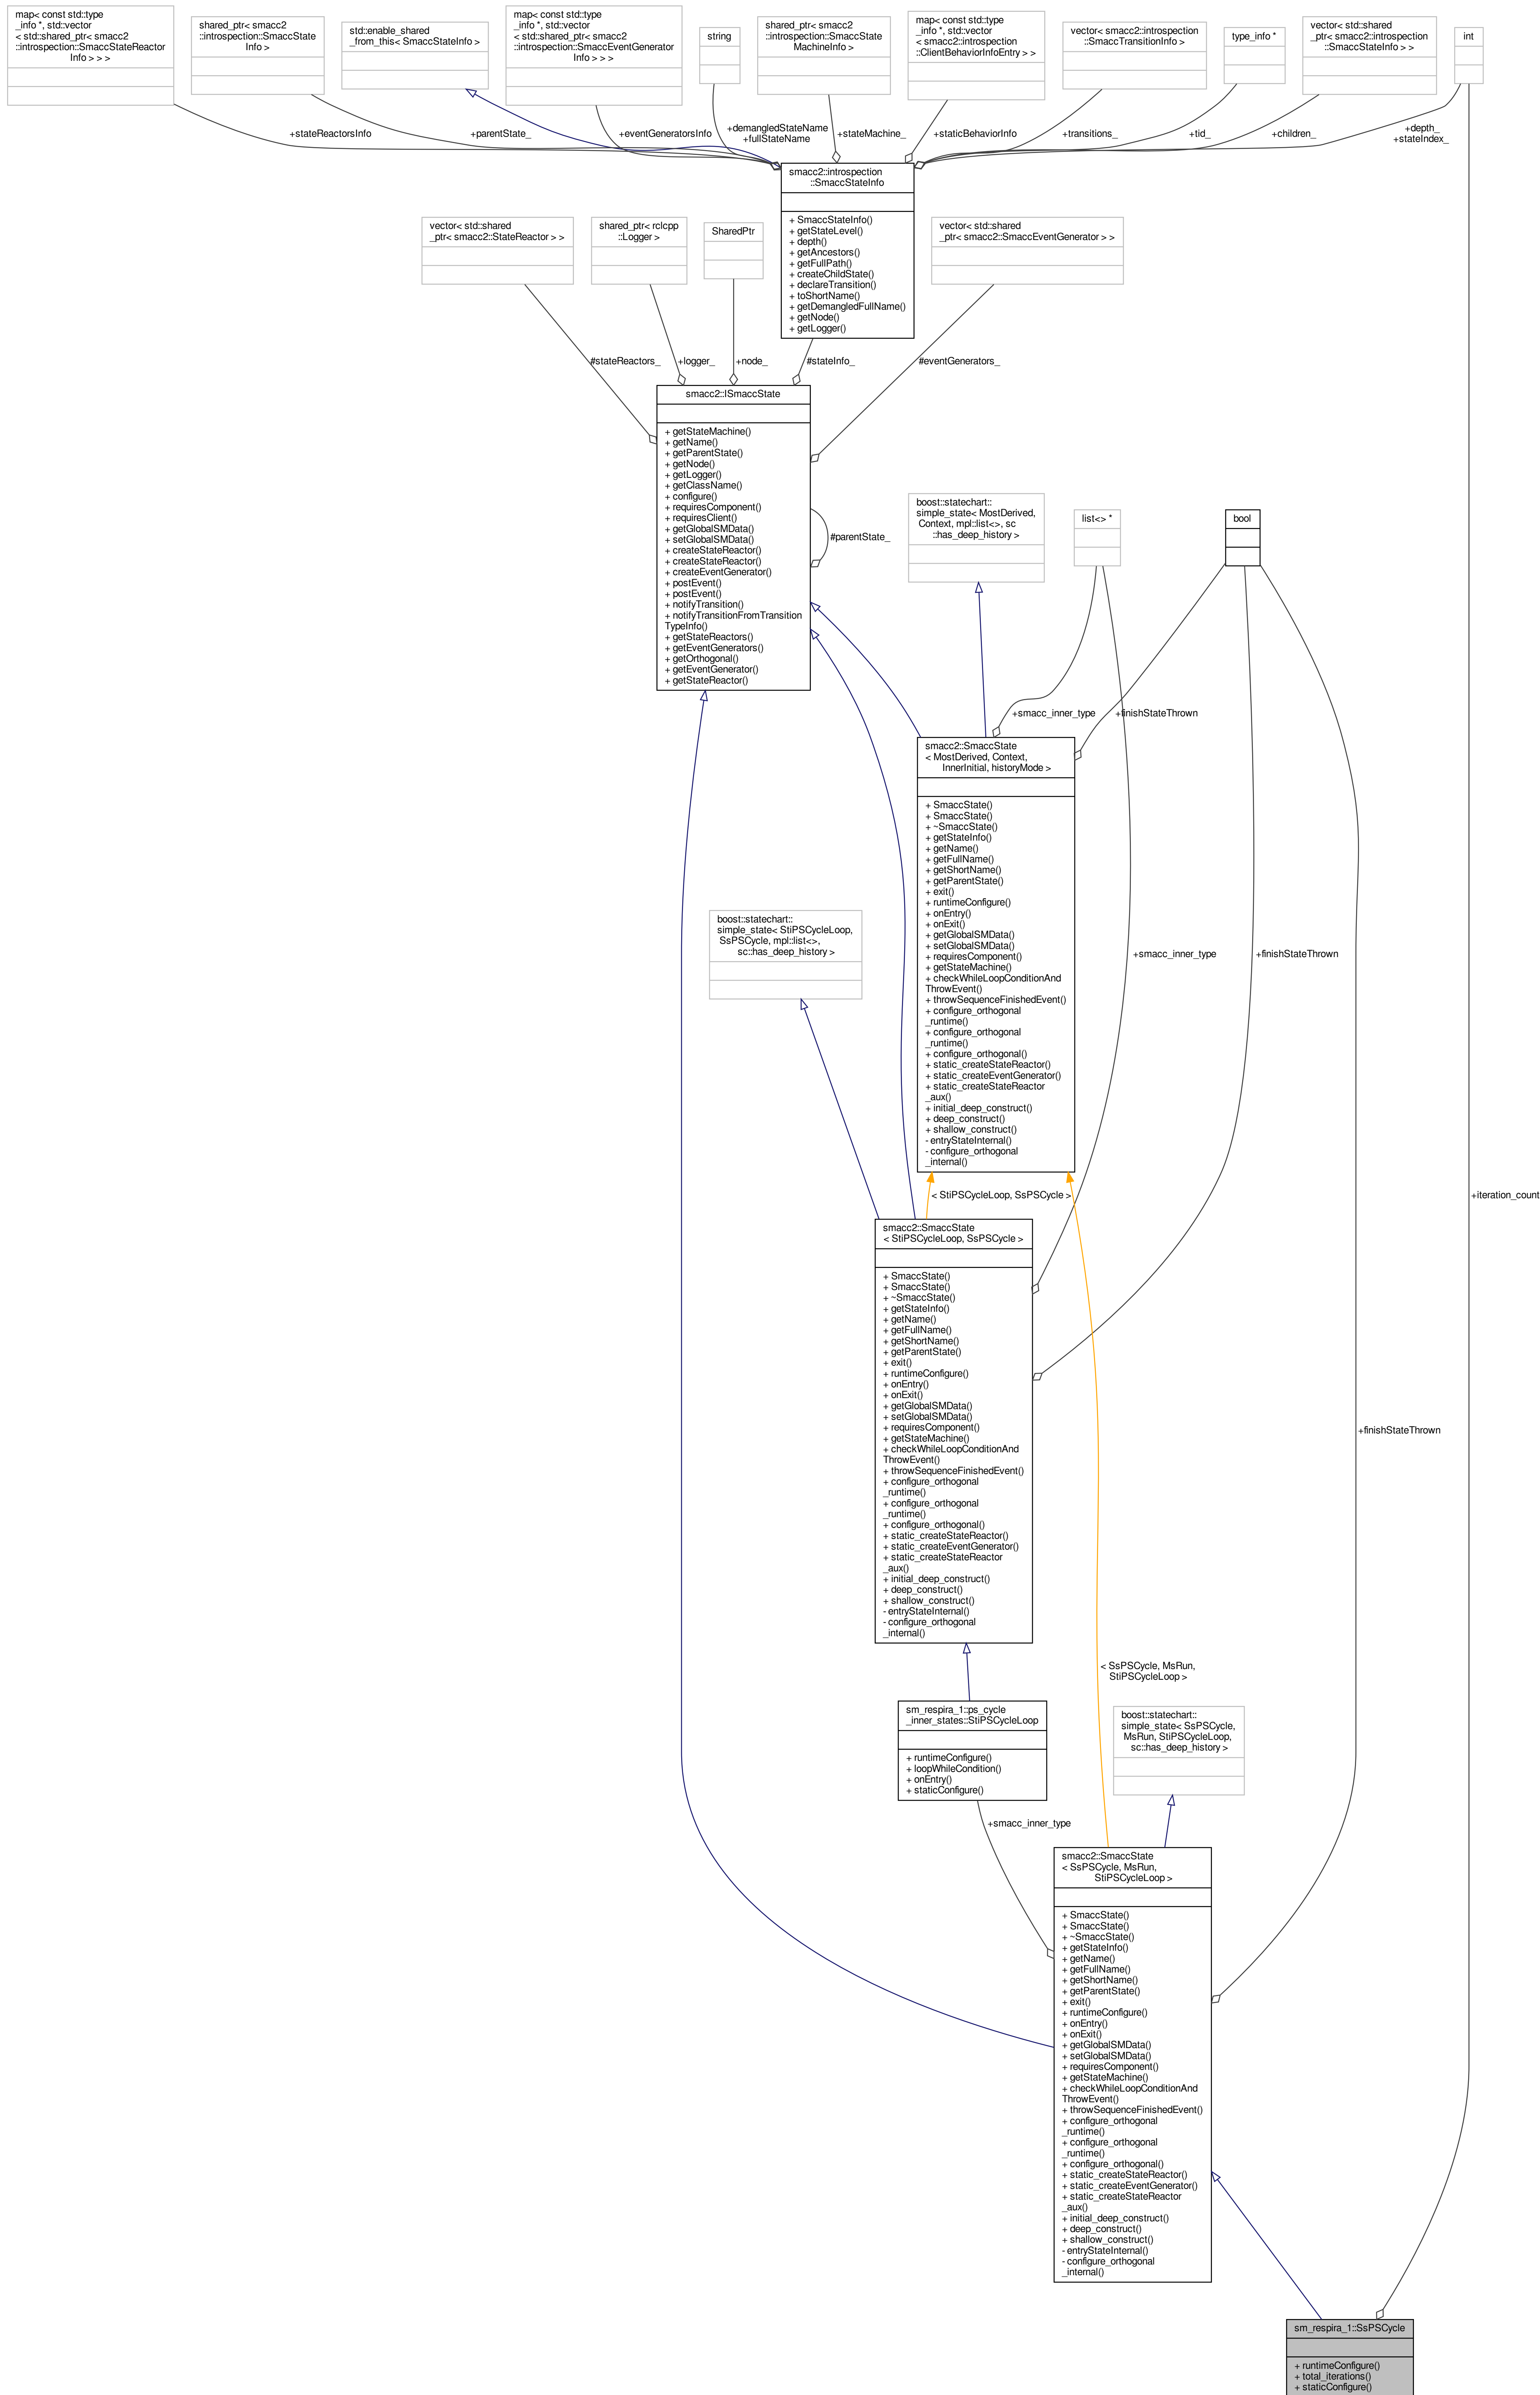 map< const std::type
_info *, std::vector
< std::shared_ptr< smacc2
::introspection::SmaccStateReactor
Info > > >
shared_ptr< smacc2
::introspection::SmaccState
Info >
std::enable_shared
_from_this< SmaccStateInfo >
map< const std::type
_info *, std::vector
< std::shared_ptr< smacc2
::introspection::SmaccEventGenerator
Info > > >
string
shared_ptr< smacc2
::introspection::SmaccState
MachineInfo >
map< const std::type
_info *, std::vector
< smacc2::introspection
::ClientBehaviorInfoEntry > >
vector< smacc2::introspection
::SmaccTransitionInfo >
type_info *
vector< std::shared
_ptr< smacc2::introspection
::SmaccStateInfo > >
int
+stateReactorsInfo
+parentState_
+eventGeneratorsInfo
+demangledStateName
+fullStateName
+stateMachine_
+staticBehaviorInfo
+transitions_
+tid_
+children_
+depth_
+stateIndex_
smacc2::introspection
::SmaccStateInfo
+ SmaccStateInfo()
+ getStateLevel()
+ depth()
+ getAncestors()
+ getFullPath()
+ createChildState()
+ declareTransition()
+ toShortName()
+ getDemangledFullName()
+ getNode()
+ getLogger()
vector< std::shared
_ptr< smacc2::StateReactor > >
shared_ptr< rclcpp
::Logger >
SharedPtr
vector< std::shared
_ptr< smacc2::SmaccEventGenerator > >
#stateReactors_
+logger_
+node_
#stateInfo_
#eventGenerators_
smacc2::ISmaccState
+ getStateMachine()
+ getName()
+ getParentState()
+ getNode()
+ getLogger()
+ getClassName()
+ configure()
+ requiresComponent()
+ requiresClient()
+ getGlobalSMData()
+ setGlobalSMData()
+ createStateReactor()
+ createStateReactor()
+ createEventGenerator()
+ postEvent()
+ postEvent()
+ notifyTransition()
+ notifyTransitionFromTransition
TypeInfo()
+ getStateReactors()
+ getEventGenerators()
+ getOrthogonal()
+ getEventGenerator()
+ getStateReactor()
#parentState_
boost::statechart::
simple_state< MostDerived,
Context, mpl::list<>, sc
::has_deep_history >
list<> *
bool
+smacc_inner_type
+finishStateThrown
smacc2::SmaccState
< MostDerived, Context,
InnerInitial, historyMode >
+ SmaccState()
+ SmaccState()
+ ~SmaccState()
+ getStateInfo()
+ getName()
+ getFullName()
+ getShortName()
+ getParentState()
+ exit()
+ runtimeConfigure()
+ onEntry()
+ onExit()
+ getGlobalSMData()
+ setGlobalSMData()
+ requiresComponent()
+ getStateMachine()
+ checkWhileLoopConditionAnd
ThrowEvent()
+ throwSequenceFinishedEvent()
+ configure_orthogonal
_runtime()
+ configure_orthogonal
_runtime()
+ configure_orthogonal()
+ static_createStateReactor()
+ static_createEventGenerator()
+ static_createStateReactor
_aux()
+ initial_deep_construct()
+ deep_construct()
+ shallow_construct()
- entryStateInternal()
- configure_orthogonal
_internal()
boost::statechart::
simple_state< StiPSCycleLoop,
SsPSCycle, mpl::list<>,
sc::has_deep_history >
+smacc_inner_type
+finishStateThrown
< StiPSCycleLoop, SsPSCycle >
+iteration_count
smacc2::SmaccState
< StiPSCycleLoop, SsPSCycle >
+ SmaccState()
+ SmaccState()
+ ~SmaccState()
+ getStateInfo()
+ getName()
+ getFullName()
+ getShortName()
+ getParentState()
+ exit()
+ runtimeConfigure()
+ onEntry()
+ onExit()
+ getGlobalSMData()
+ setGlobalSMData()
+ requiresComponent()
+ getStateMachine()
+ checkWhileLoopConditionAnd
ThrowEvent()
+ throwSequenceFinishedEvent()
+ configure_orthogonal
_runtime()
+ configure_orthogonal
_runtime()
+ configure_orthogonal()
+ static_createStateReactor()
+ static_createEventGenerator()
+ static_createStateReactor
_aux()
+ initial_deep_construct()
+ deep_construct()
+ shallow_construct()
- entryStateInternal()
- configure_orthogonal
_internal()
+finishStateThrown
< SsPSCycle, MsRun,
StiPSCycleLoop >
sm_respira_1::ps_cycle
_inner_states::StiPSCycleLoop
+ runtimeConfigure()
+ loopWhileCondition()
+ onEntry()
+ staticConfigure()
boost::statechart::
simple_state< SsPSCycle,
MsRun, StiPSCycleLoop,
sc::has_deep_history >
+smacc_inner_type
smacc2::SmaccState
< SsPSCycle, MsRun,
StiPSCycleLoop >
+ SmaccState()
+ SmaccState()
+ ~SmaccState()
+ getStateInfo()
+ getName()
+ getFullName()
+ getShortName()
+ getParentState()
+ exit()
+ runtimeConfigure()
+ onEntry()
+ onExit()
+ getGlobalSMData()
+ setGlobalSMData()
+ requiresComponent()
+ getStateMachine()
+ checkWhileLoopConditionAnd
ThrowEvent()
+ throwSequenceFinishedEvent()
+ configure_orthogonal
_runtime()
+ configure_orthogonal
_runtime()
+ configure_orthogonal()
+ static_createStateReactor()
+ static_createEventGenerator()
+ static_createStateReactor
_aux()
+ initial_deep_construct()
+ deep_construct()
+ shallow_construct()
- entryStateInternal()
- configure_orthogonal
_internal()
sm_respira_1::SsPSCycle
+ runtimeConfigure()
+ total_iterations()
+ staticConfigure()